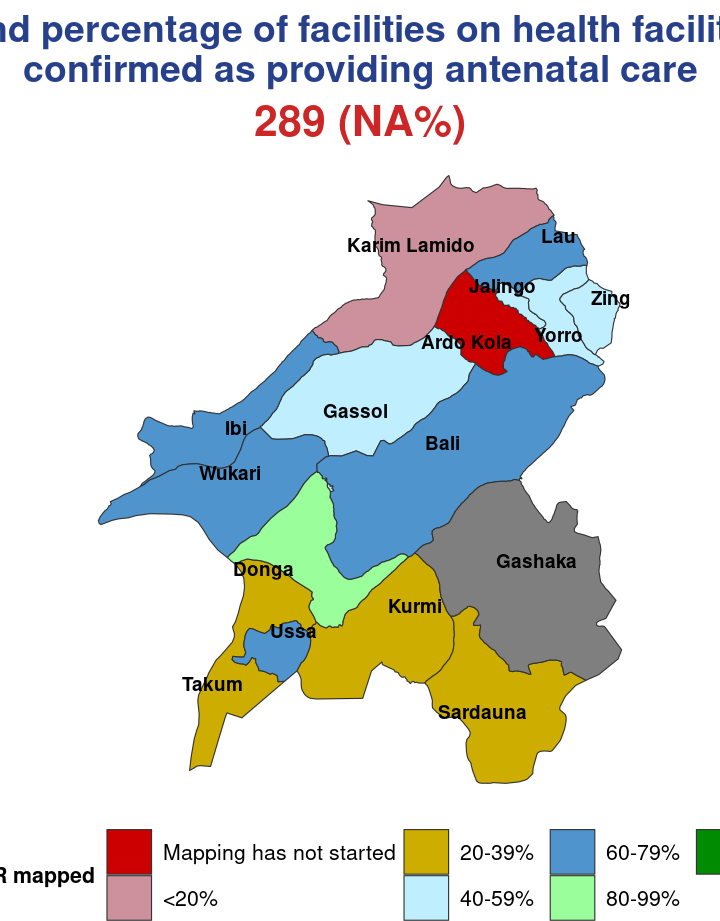 nd percentage of facilities on health facilit
confirmed as providing antenatal care
289 (NA%)
Karim Lamido
Lau
Jalingo
Zing
Ardo Kola
Yorro
Gassol
Ibi
Bali
Wukari
Gashaka
Donga
Kurmi
Ussa
Takum
Sardauna
R mapped
Mapping has not started
20-39%
60-79%
<20%
40-59%
80-99%